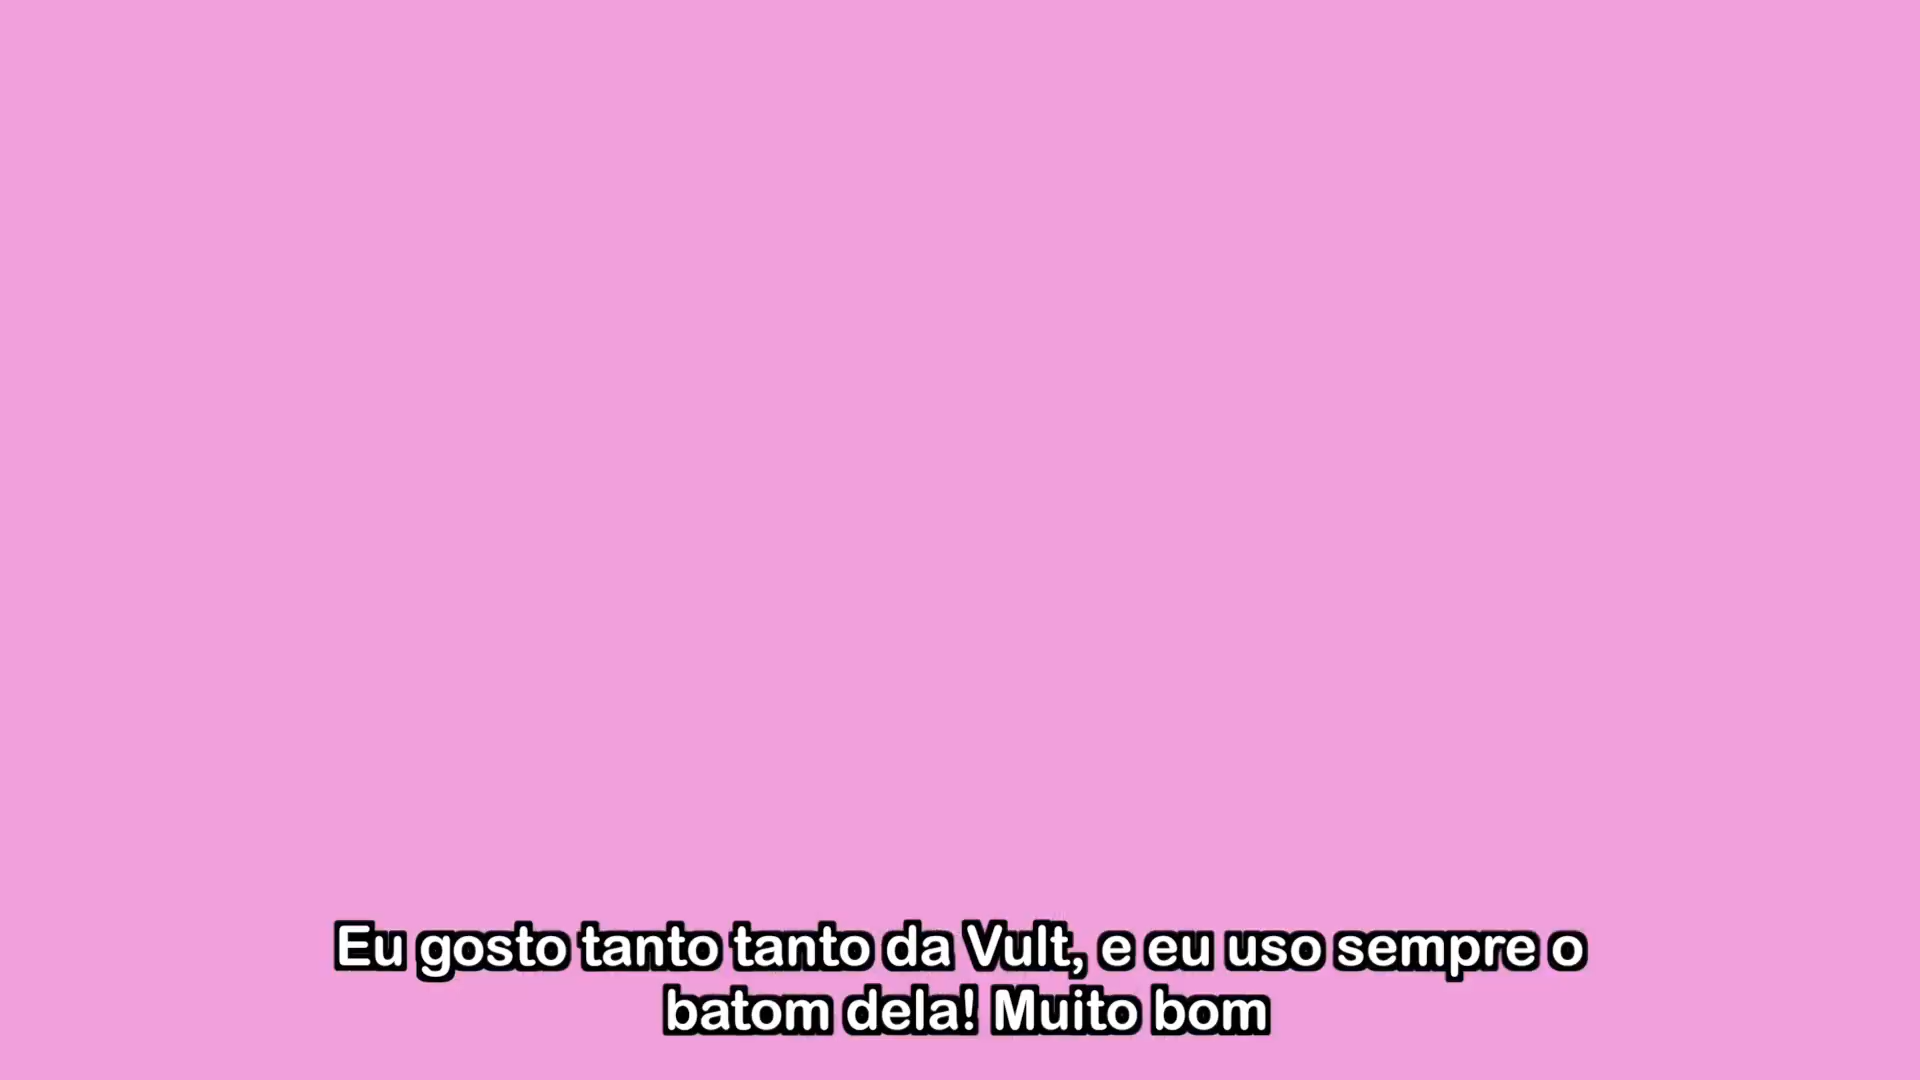 Eu gosto tanto tanto da Vult, e eu uso sempre o
batom dela! Muito bom